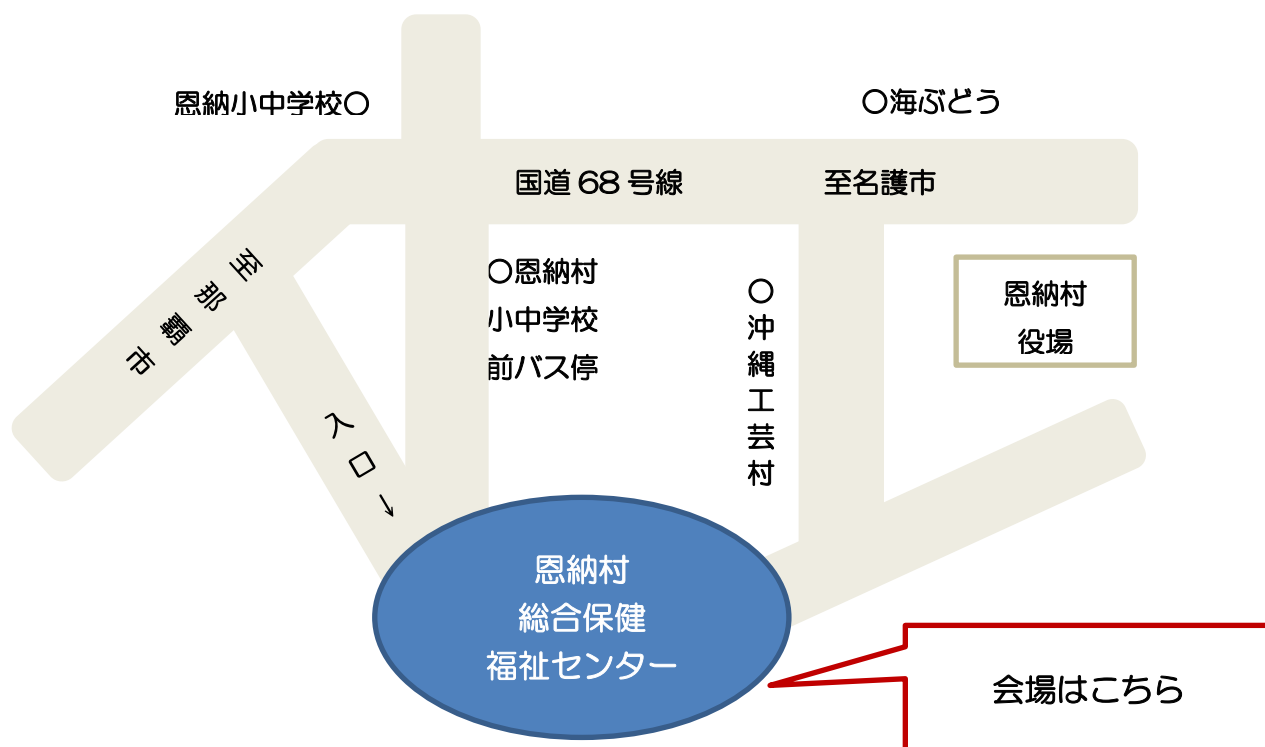 恩納小中学校○
○海ぶどう
国道68号線
至名護市
至那覇市
○恩納村
小中学校
前バス停
○沖縄工芸村
恩納村
役場
入口→
恩納村
総合保健
福祉センター
会場はこちら